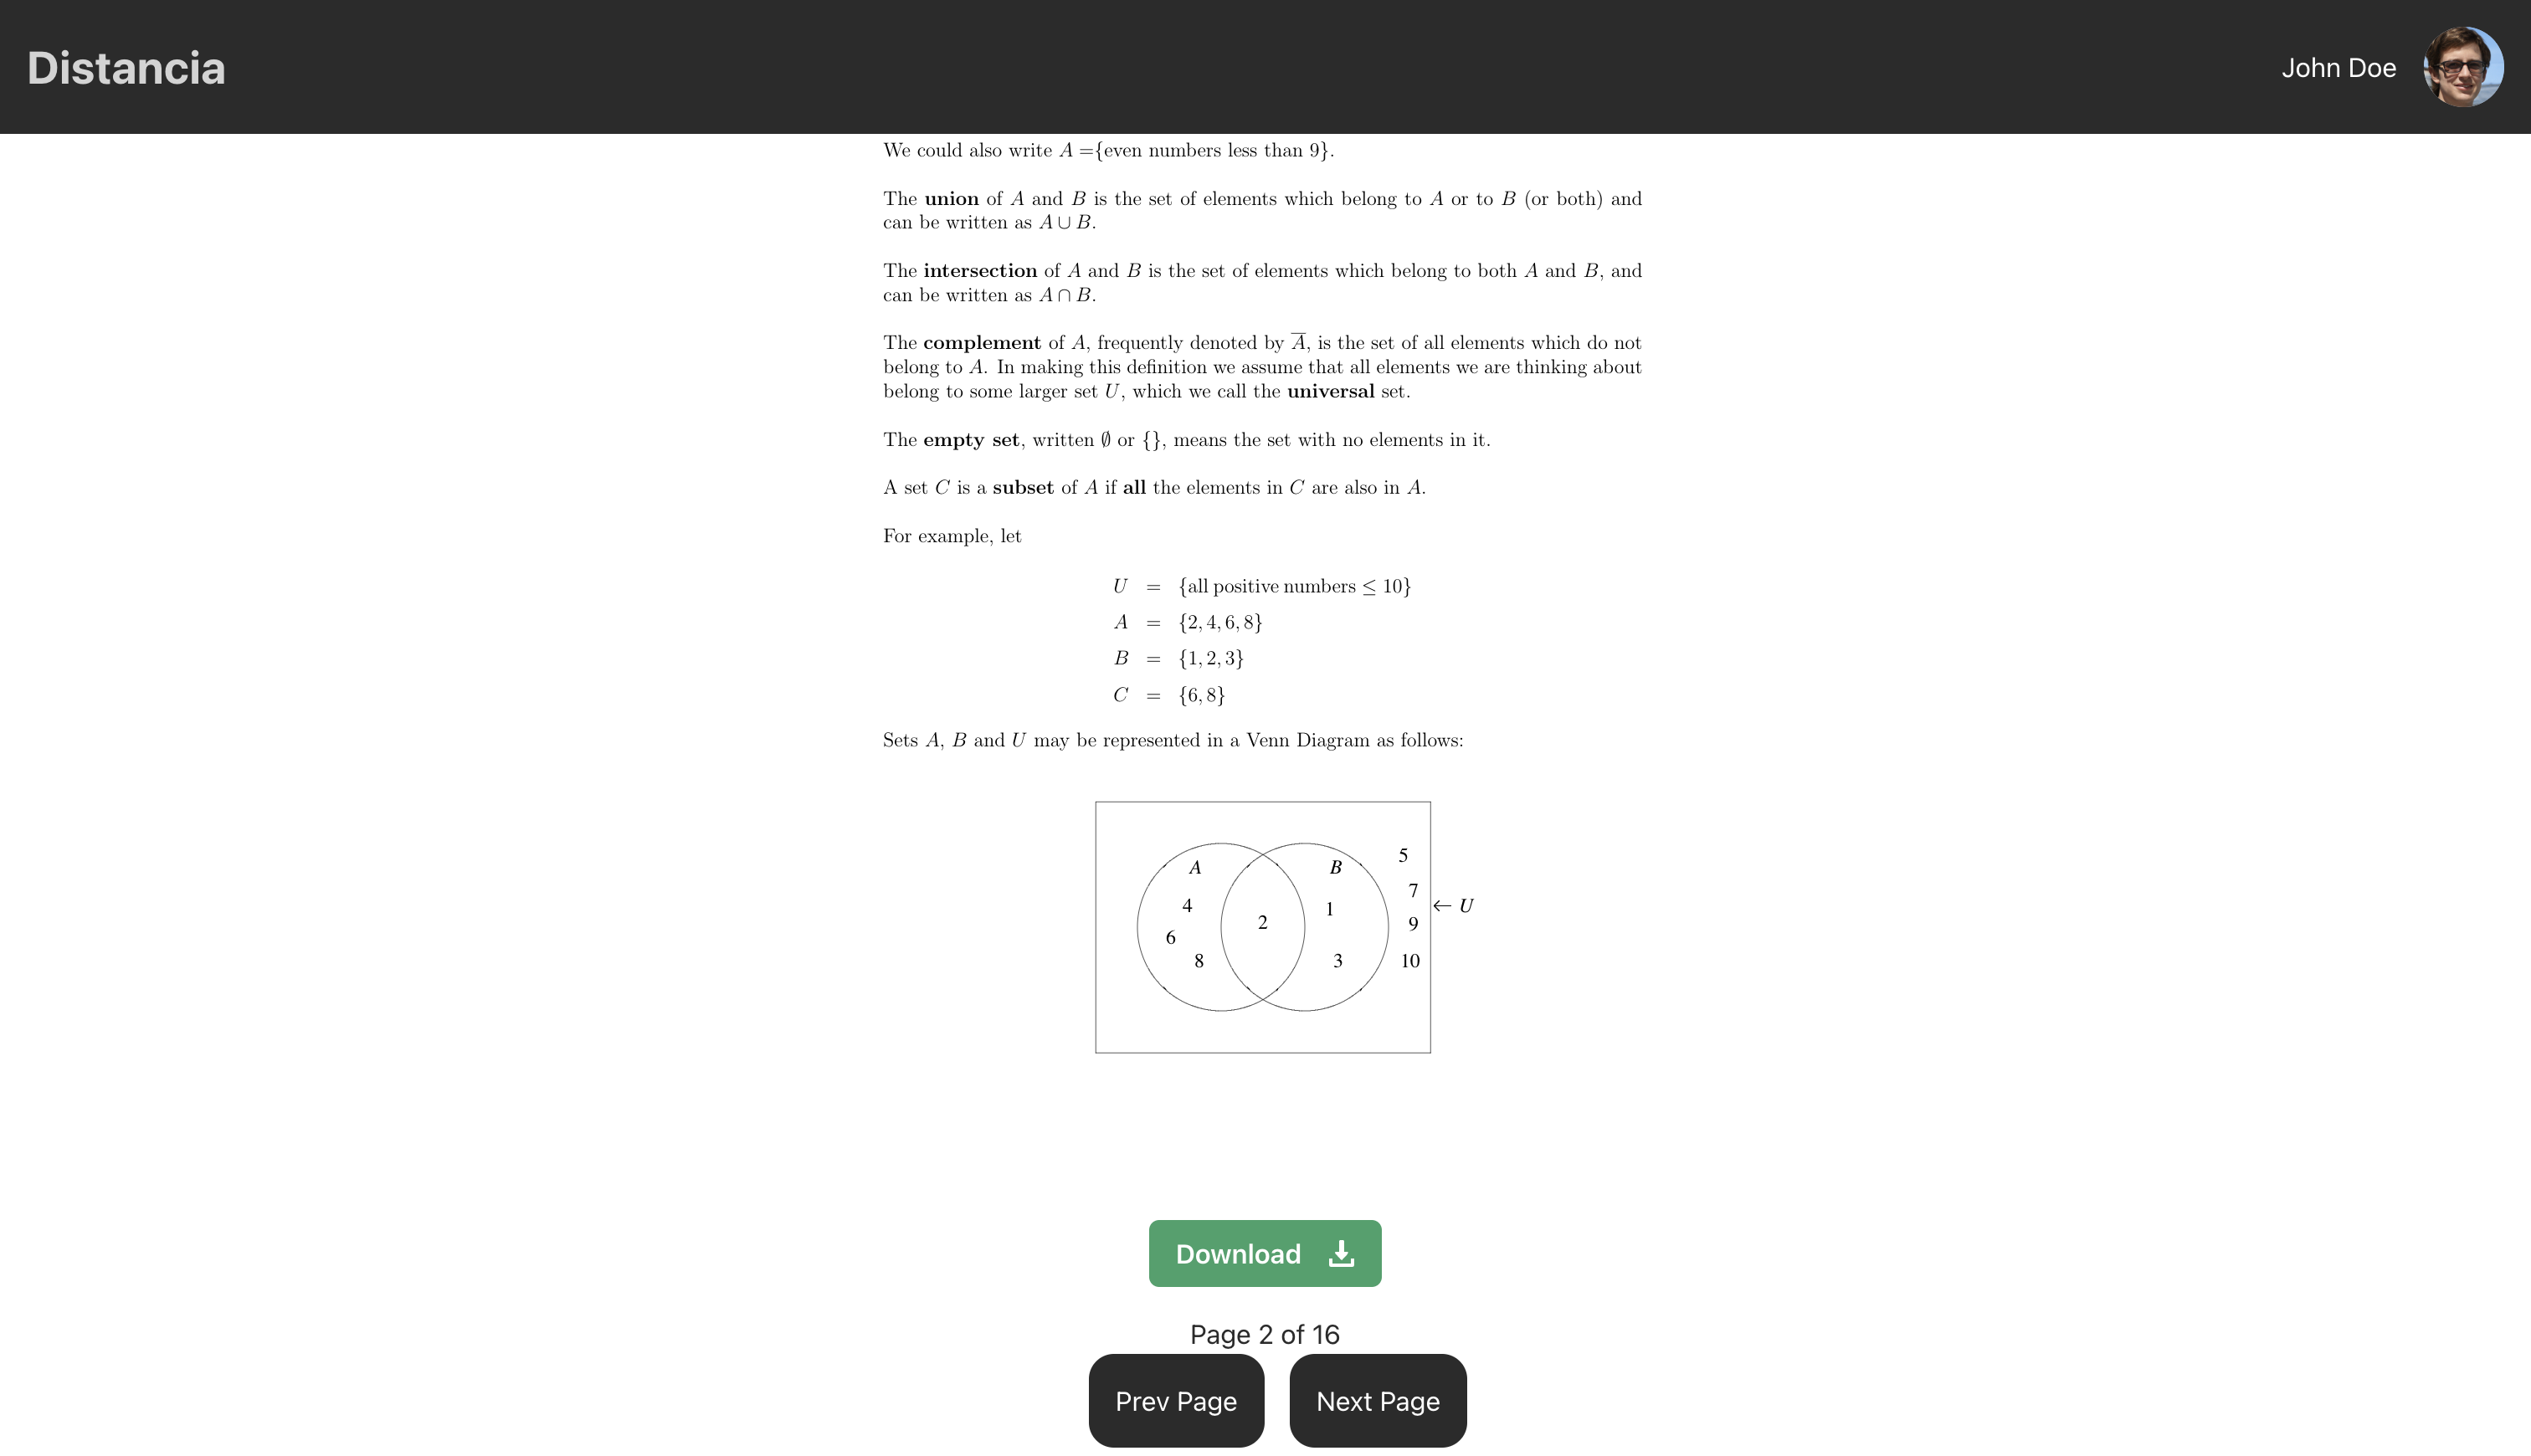 Distancia
John Doe
We could also write A ={even numbers less than 9}.
The union of A and B is the set of elements which belong to A or to B (or both) and
can be written as A ∪ B.
The intersection of A and B is the set of elements which belong to both A and B, and
can be written as A ∩ B.
The complement of A, frequently denoted by A̅, is the set of all elements which do not
belong to A. In making this definition we assume that all elements we are thinking about
belong to some larger set U, which we call the universal set.
The empty set, written ∅ or {}, means the set with no elements in it.
A set C is a subset of A if all the elements in C are also in A.
For example, let
U = {all positive numbers ≤ 10}
A = {2, 4, 6, 8}
B = {1, 2, 3}
C = {6, 8}
Sets A, B and U may be represented in a Venn Diagram as follows:
A B 5
7
4 1 ← U
2 9
6
8 3 10
Download
Page 2 of 16
Prev Page Next Page